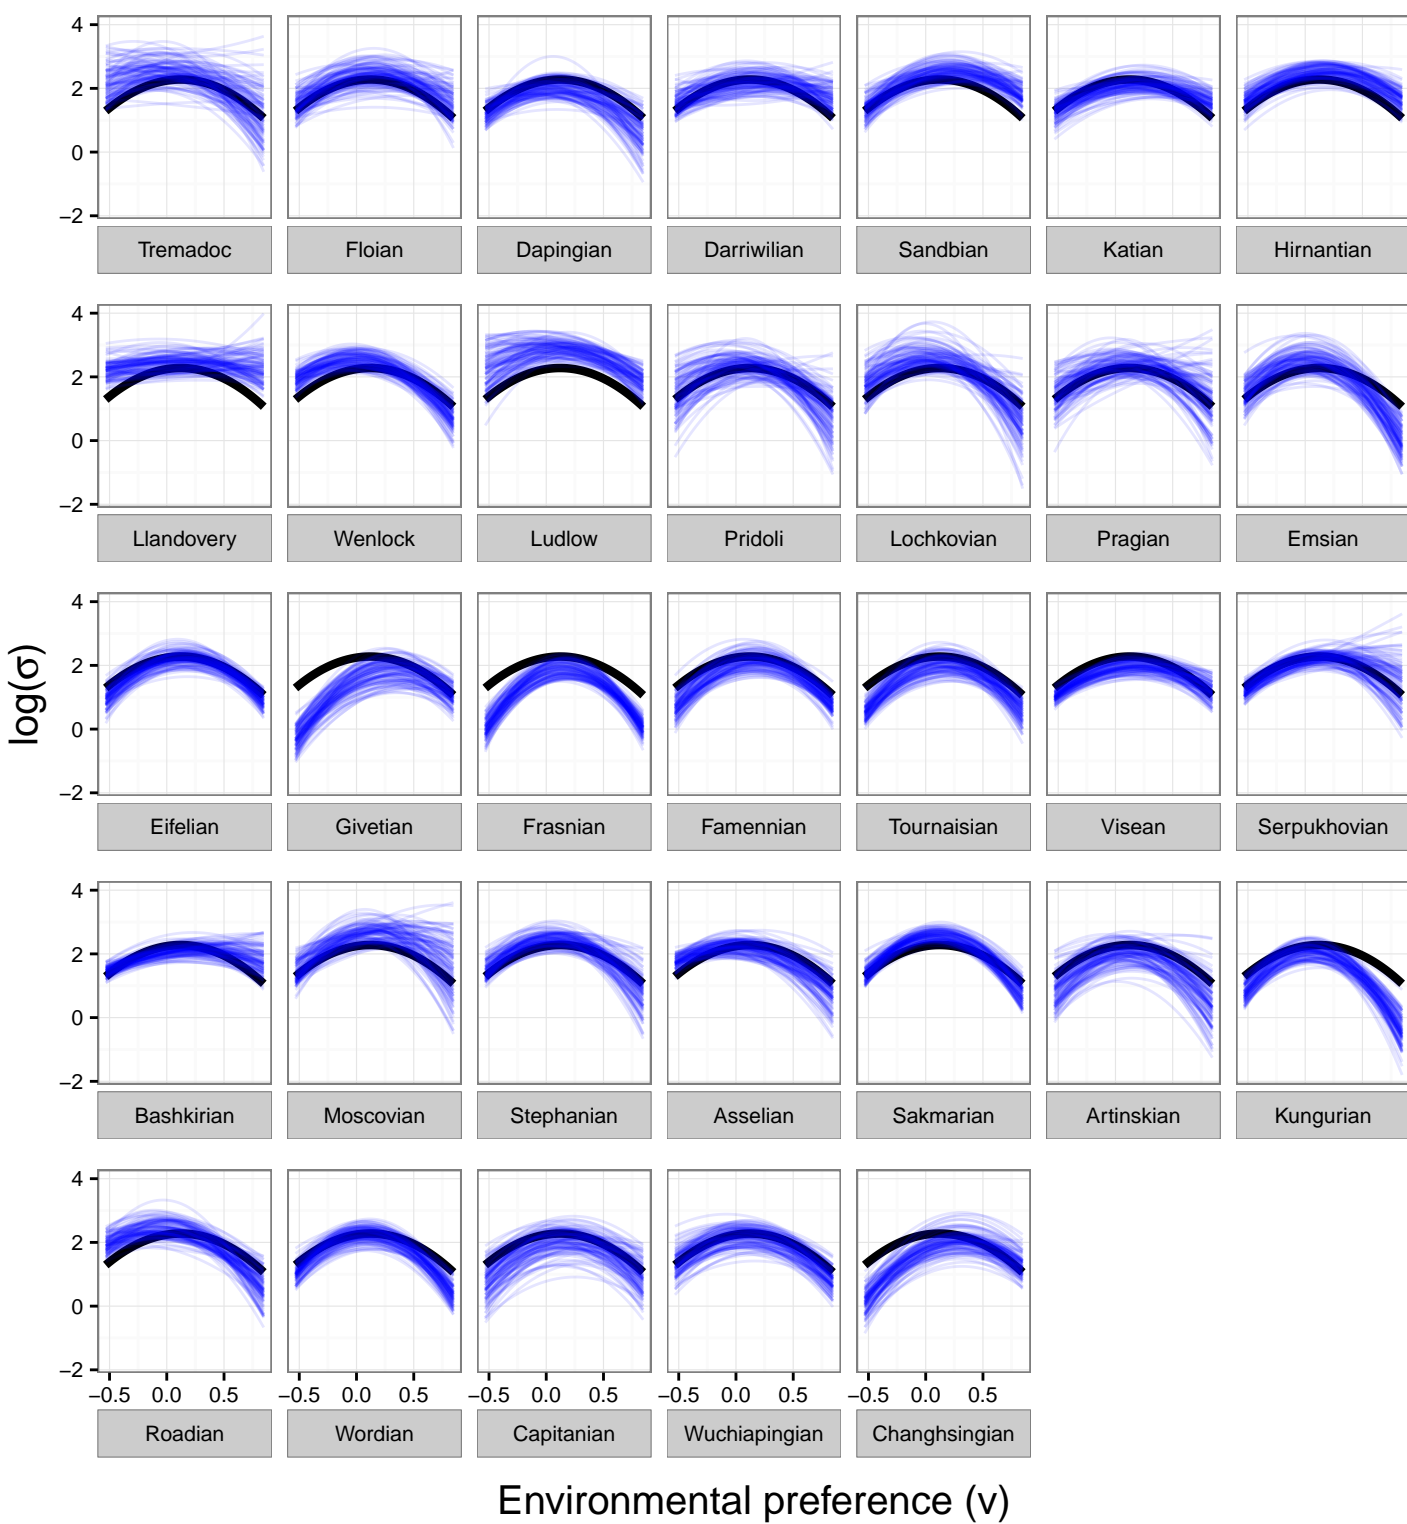 log(σ)
4
2
0
−2
Tremadoc Floian Dapingian Darriwilian Sandbian Katian Hirnantian
4
2
0
−2
Llandovery Wenlock Ludlow Pridoli Lochkovian Pragian Emsian
4
2
0
−2
Eifelian Givetian Frasnian Famennian Tournaisian Visean Serpukhovian
4
2
0
−2
Bashkirian Moscovian Stephanian Asselian Sakmarian Artinskian Kungurian
4
2
0
−2
−0.5 0.0 0.5 −0.5 0.0 0.5 −0.5 0.0 0.5 −0.5 0.0 0.5 −0.5 0.0 0.5
Roadian Wordian Capitanian Wuchiapingian Changhsingian
Environmental preference (v)